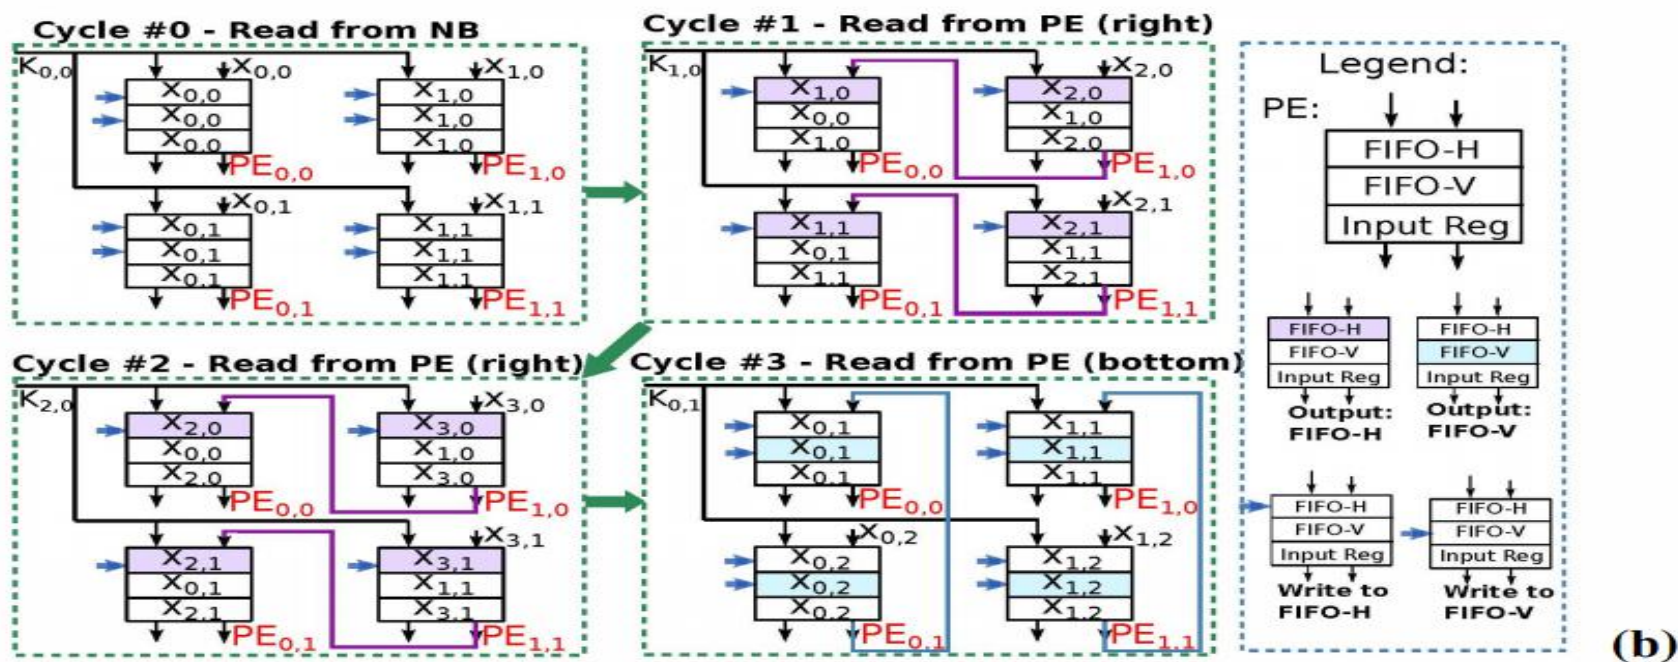 Cycle #0 - Read from NB
K0,0 X0,0 X1,0
X0,0 X1,0
X0,0 X1,0
X0,0 X1,0
PE0,0 PE1,0
X0,1 X1,1
X0,1 X1,1
X0,1 X1,1
X0,1 X1,1
PE0,1 PE1,1
Cycle #1 - Read from PE (right)
K1,0 X2,0
X1,0 X2,0
X0,0 X1,0
X1,0 X2,0
PE0,0 PE1,0
X2,1
X1,1 X2,1
X0,1 X1,1
X1,1 X2,1
PE0,1 PE1,1
Cycle #2 - Read from PE (right)
K2,0 X3,0
X2,0 X3,0
X0,0 X1,0
X2,0 X3,0
PE0,0 PE1,0
X3,1
X2,1 X3,1
X0,1 X1,1
X2,1 X3,1
PE0,1 PE1,1
Cycle #3 - Read from PE (bottom)
K0,1
X0,1 X1,1
X0,1 X1,1
X0,1 X1,1
PE0,0 PE1,0
X0,2 X1,2
X0,2 X1,2
X0,2 X1,2
X0,2 X1,2
PE0,1 PE1,1
Legend:
PE:
FIFO-H
FIFO-V
Input Reg
FIFO-H FIFO-H
FIFO-V FIFO-V
Input Reg Input Reg
Output: Output:
FIFO-H FIFO-V
FIFO-H FIFO-H
FIFO-V FIFO-V
Input Reg Input Reg
Write to Write to
FIFO-H FIFO-V
(b)